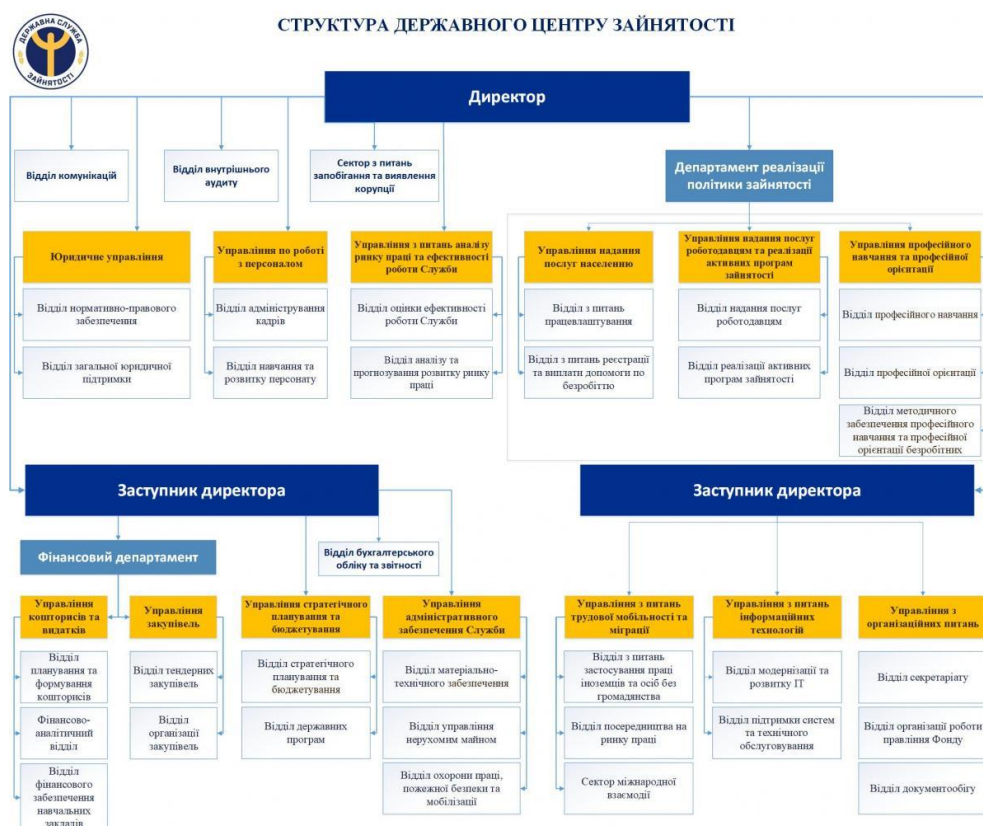 СТРУКТУРА ДЕРЖАВНОГО ЦЕНТРУ ЗАЙНЯТОСТІ
ДЕРЖАВНА СЛУЖБА
ЗАЙНЯТОСТІ
Директор
Відділ комунікацій
Відділ внутрішнього
аудиту
Сектор з питань
запобігання та виявлення
корупції
Департамент реалізації
політики зайнятості
Юридичне управління
Управління по роботі
з персоналом
Управління з питань аналізу
ринку праці та ефективності
роботи Служби
Управління надання
послуг населенню
Управління надання послуг
роботодавцям та реалізації
активних програм
зайнятості
Управління професійного
навчання та професійної
орієнтації
Відділ нормативно-правового
забезпечення
Відділ адміністрування
кадрів
Відділ оцінки ефективності
роботи Служби
Відділ з питань
працевлаштування
Відділ надання послуг
роботодавцям
Відділ професійного навчання
Відділ загальної юридичної
підтримки
Відділ навчання та
розвитку персонату
Відділ аналізу та
прогнозування розвитку ринку
праці
Відділ з питань реєстрації
та виплати допомоги по
безробіттю
Відділ реалізації активних
програм зайнятості
Відділ професійної орієнтації
Відділ методичного
забезпечення професійного
навчання та професійної
орієнтації безробітних
Заступник директора
Заступник директора
Фінансовий департамент
Відділ бухгалтерського
обліку та звітності
Управління
кошторисів та
видатків
Управління
закупівель
Управління стратегічного
планування та
бюджетування
Управління
адміністративного
забезпечення Служби
Управління з питань
трудової мобільності та
міграції
Управління з питань
інформаційних
технологій
Управління з
організаційних питань
Відділ
планування та
формування
кошторисів
Відділ тендерних
закупівель
Відділ стратегічного
планування та
бюджетування
Відділ матеріально-
технічного забезпечення
Відділ з питань
застосування праці
іноземців та осіб без
громадянства
Відділ модернізації та
розвитку ІТ
Відділ секретаріату
Фінансово-
аналітичний
відділ
Відділ
організації
закупівель
Відділ державних
програм
Відділ управління
нерухомим майном
Відділ посередництва на
ринку праці
Відділ підтримки систем
та технічного
обслуговування
Відділ організації роботи
правління Фонду
Відділ
фінансового
забезпечення
навчальних
закладів
Відділ охорони праці,
пожежної безпеки та
мобілізації
Сектор міжнародної
взаємодії
Відділ документообігу